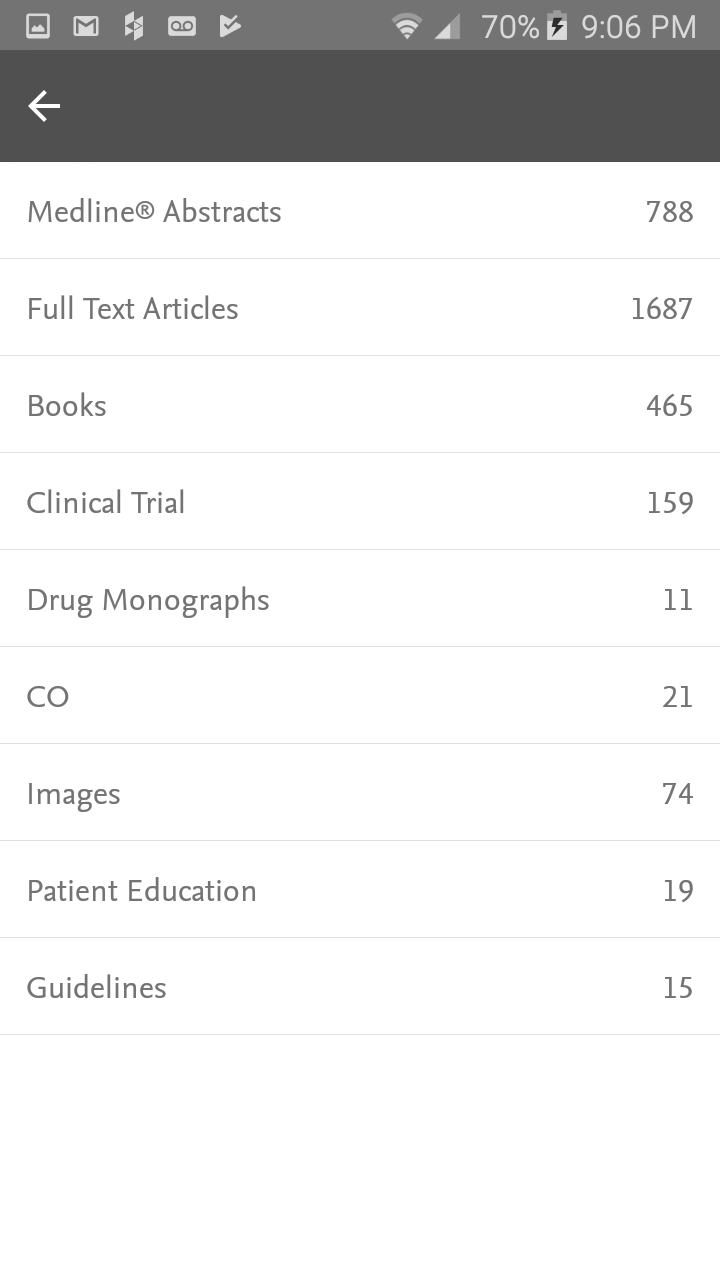 70% 9:06 PM
Medline® Abstracts 788
Full Text Articles 1687
Books 465
Clinical Trial 159
Drug Monographs 11
CO 21
Images 74
Patient Education 19
Guidelines 15